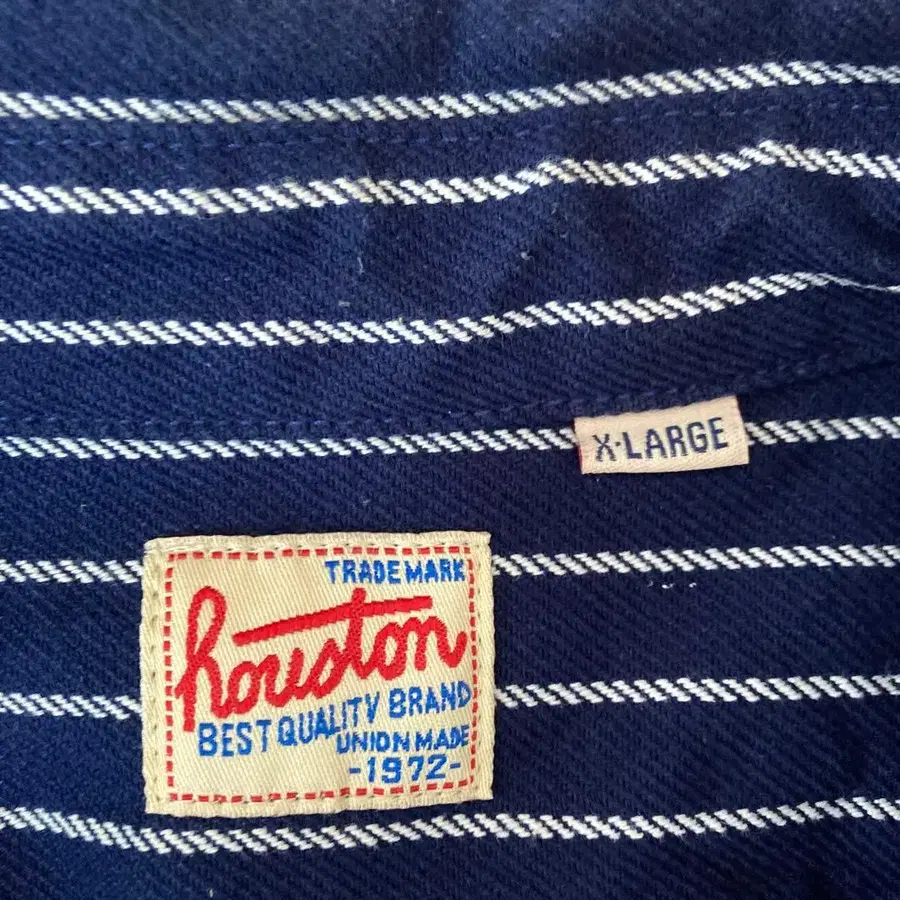 X·LARGE
TRADE MARK
houston
BEST QUALITY BRAND
UNION MADE
-1972-